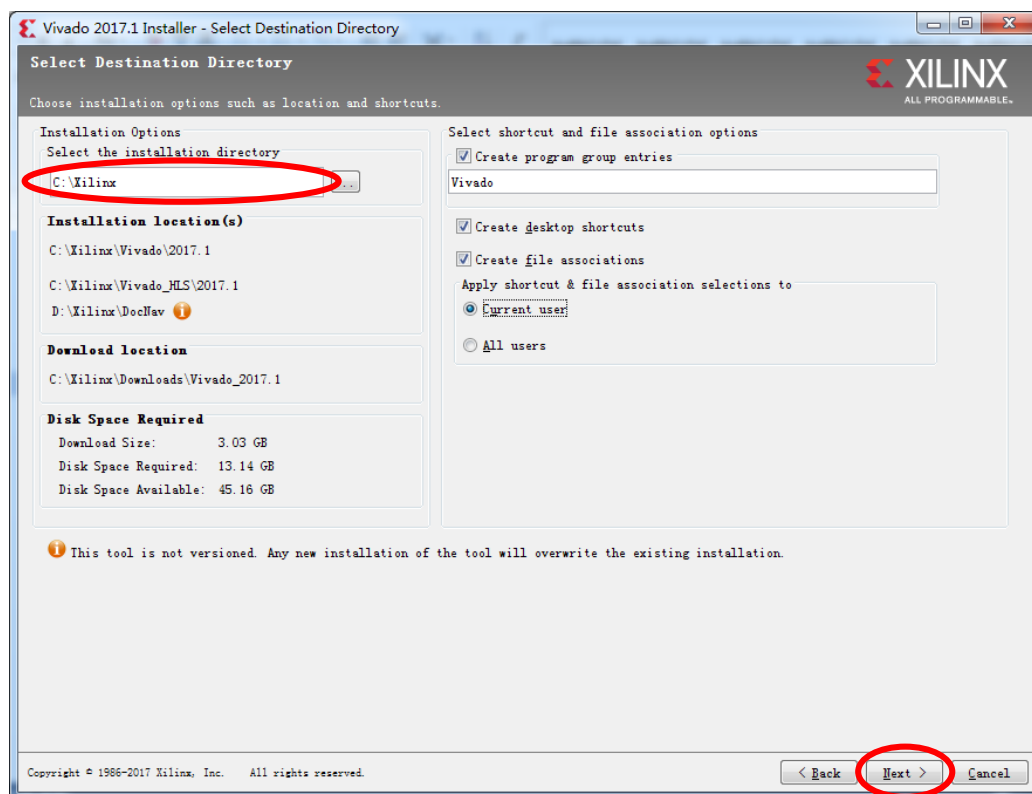 Vivado 2017.1 Installer - Select Destination Directory
Select Destination Directory
XILINX
ALL PROGRAMMABLE.
Choose installation options such as location and shortcuts.
Installation Options
Select the installation directory
C:\Xilinx
Installation location(s)
C:\Xilinx\Vivado\2017.1
C:\Xilinx\Vivado_HLS\2017.1
D:\Xilinx\DocNav
Download location
C:\Xilinx\Downloads\Vivado_2017.1
Disk Space Required
Download Size: 3.03 GB
Disk Space Required: 13.14 GB
Disk Space Available: 45.16 GB
Select shortcut and file association options
Create program group entries
Vivado
Create desktop shortcuts
Create file associations
Apply shortcut & file association selections to
Current user
All users
This tool is not versioned. Any new installation of the tool will overwrite the existing installation.
Copyright © 1986-2017 Xilinx, Inc. All rights reserved.
< Back
Next >
Cancel